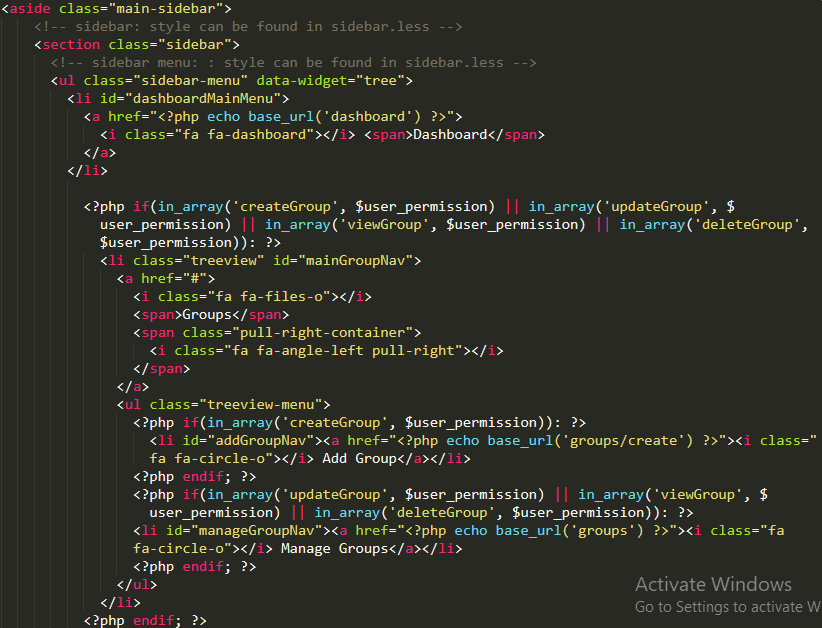 <aside class="main-sidebar">
<!-- sidebar: style can be found in sidebar.less -->
<section class="sidebar">
<!-- sidebar menu: : style can be found in sidebar.less -->
<ul class="sidebar-menu" data-widget="tree">
<li id="dashboardMainMenu">
<a href="<?php echo base_url('dashboard') ?>">
<i class="fa fa-dashboard"></i> <span>Dashboard</span>
</a>
</li>
<?php if(in_array('createGroup', $user_permission) || in_array('updateGroup', $
user_permission) || in_array('viewGroup', $user_permission) || in_array('deleteGroup',
$user_permission)): ?>
<li class="treeview" id="mainGroupNav">
<a href="#">
<i class="fa fa-files-o"></i>
<span>Groups</span>
<span class="pull-right-container">
<i class="fa fa-angle-left pull-right"></i>
</span>
</a>
<ul class="treeview-menu">
<?php if(in_array('createGroup', $user_permission)): ?>
<li id="addGroupNav"><a href="<?php echo base_url('groups/create') ?>"><i class="
fa fa-circle-o"></i> Add Group</a></li>
<?php endif; ?>
<?php if(in_array('updateGroup', $user_permission) || in_array('viewGroup', $
user_permission) || in_array('deleteGroup', $user_permission)): ?>
<li id="manageGroupNav"><a href="<?php echo base_url('groups') ?>"><i class="fa
fa-circle-o"></i> Manage Groups</a></li>
<?php endif; ?>
</ul>
</li>
<?php endif; ?>
Activate Windows
Go to Settings to activate W